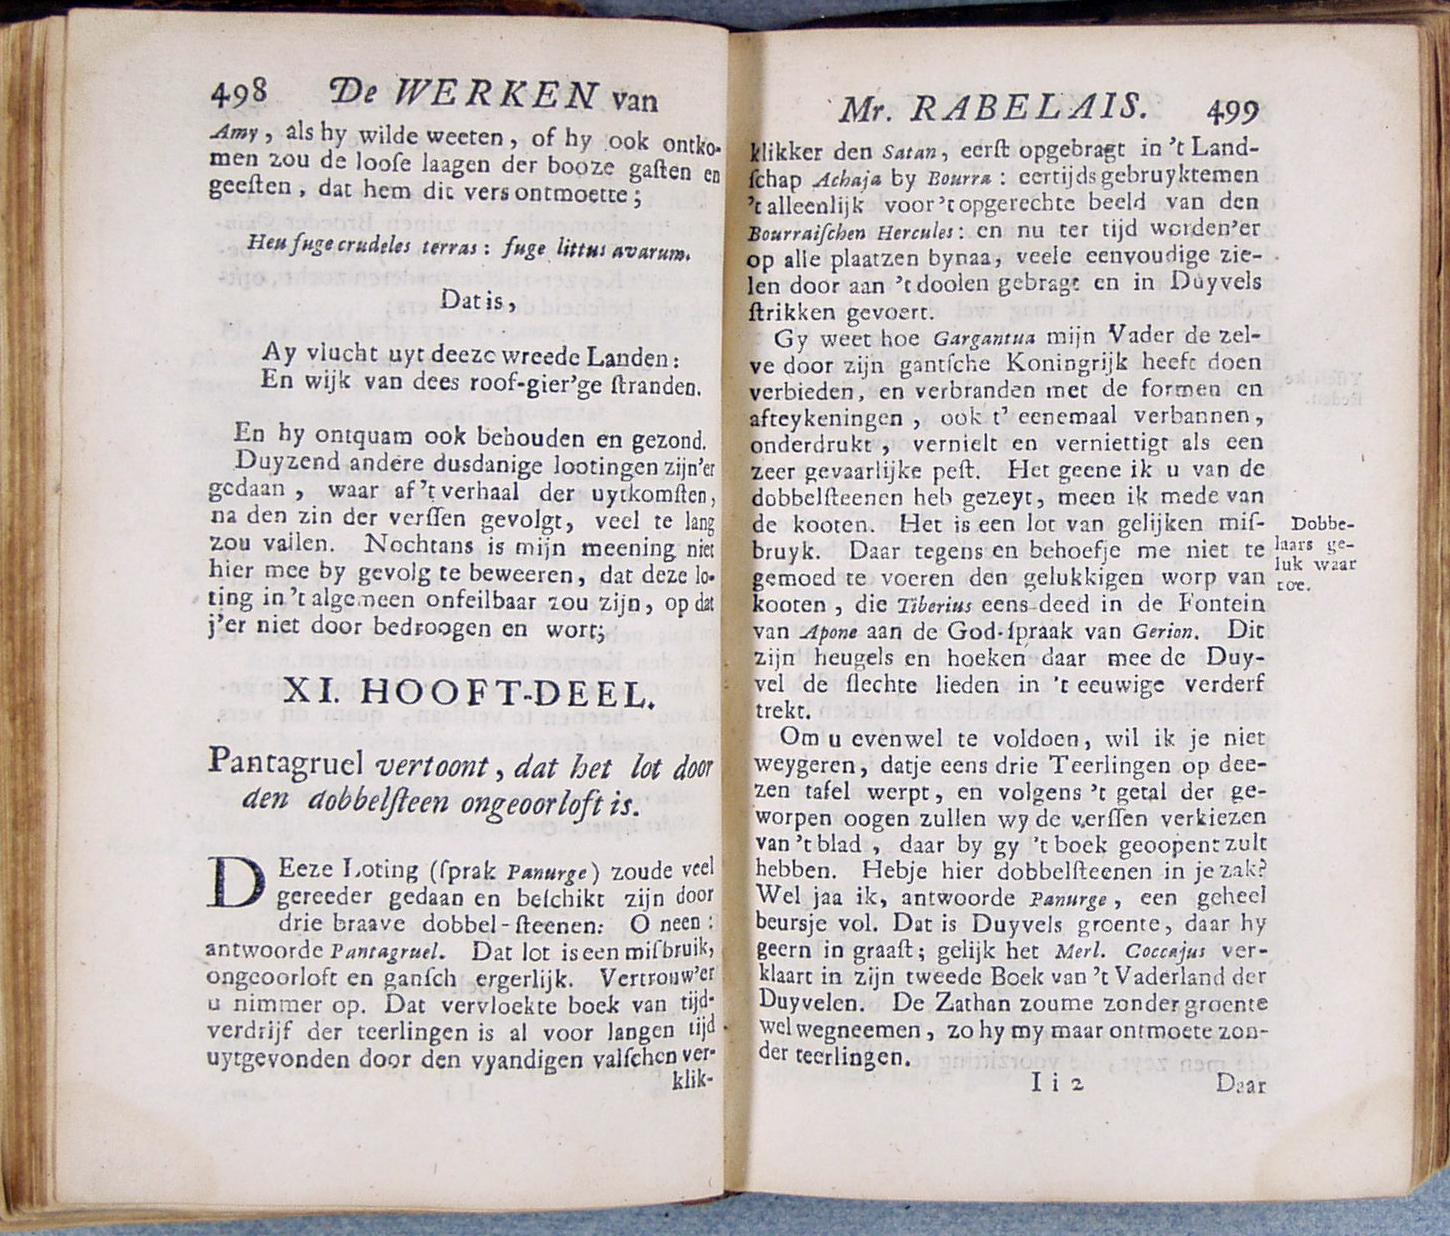 498 De WERKEN van
Amy, als hy wilde weeten, of hy ook ontko-
men zou de looſe laagen der booze gaſten en
geeſten, dat hem dit vers ontmoette;
Heu fuge crudeles terras: fuge littus avarum.
Dat is,
Ay vlucht uyt deeze wreede Landen:
En wijk van dees roof-gier'ge ſtranden.
En hy ontquam ook behouden en gezond.
Duyzend andere dusdanige lootingen zijn'er
gedaan, waar af 't verhaal der uytkomſten,
na den zin der verſſen gevolgt, veel te lang
zou vallen. Nochtans is mijn meening niet
hier mee by gevolg te beweeren, dat deze lo-
ting in 't algemeen onfeilbaar zou zijn, op dat
j'er niet door bedroogen en wort;
XI. HOOFT-DEEL.
Pantagruel vertoont, dat het lot door
den dobbelſteen ongeoorloft is.
DEeze Loting (ſprak Panurge) zoude veel
gereeder gedaan en beſchikt zijn door
drie braave dobbel-ſteenen: O neen:
antwoorde Pantagruel. Dat lot is een miſbruik,
ongeoorloft en ganſch ergerlijk. Vertrouw'er
u nimmer op. Dat vervloekte boek van tijd-
verdrijf der teerlingen is al voor langen tijd
uytgevonden door den vyandigen valſchen ver-
klik-
Mr. RABELAIS. 499
klikker den Satan, eerſt opgebragt in 't Land-
ſchap Achaja by Bourra: eertijds gebruyktemen
't alleenlijk voor 't opgerechte beeld van den
Bourraiſchen Hercules: en nu ter tijd worden'er
op alle plaatzen bynaa, veele eenvoudige zie-
len door aan 't doolen gebragt en in Duyvels
ſtrikken gevoert.
Gy weet hoe Gargantua mijn Vader de zel-
ve door zijn gantſche Koningrijk heeft doen
verbieden, en verbranden met de formen en
afteykeningen, ook t' eenemaal verbannen,
onderdrukt, vernielt en verniettigt als een
zeer gevaarlijke peſt. Het geene ik u van de
dobbelſteenen heb gezeyt, meen ik mede van
de kooten. Het is een lot van gelijken miſ-
bruyk. Daar tegens en behoefje me niet te
gemoed te voeren den gelukkigen worp van
kooten, die Tiberius eens deed in de Fontein
van Apone aan de God-ſpraak van Gerion. Dit
zijn heugels en hoeken daar mee de Duy-
vel de ſlechte lieden in 't eeuwige verderf
trekt.
Dobbe-
laars ge-
luk waar
toe.
Om u evenwel te voldoen, wil ik je niet
weygeren, datje eens drie Teerlingen op dee-
zen tafel werpt, en volgens 't getal der ge-
worpen oogen zullen wy de verſſen verkiezen
van 't blad, daar by gy 't boek geoopent zult
hebben. Hebje hier dobbelſteenen in je zak?
Wel jaa ik, antwoorde Panurge, een geheel
beursje vol. Dat is Duyvels groente, daar hy
geern in graaſt; gelijk het Merl. Coccajus ver-
klaart in zijn tweede Boek van 't Vaderland der
Duyvelen. De Zathan zoume zonder groente
wel wegneemen, zo hy my maar ontmoete zon-
der teerlingen.
I i 2 Daar